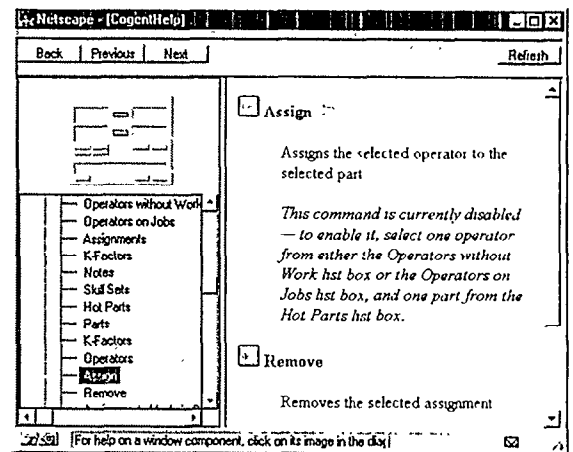 Netscape - [CogentHelp]
Back Previous Next Refresh
Operators without Work
Operators on Jobs
Assignments
K-Factors
Notes
Skill Sets
Hot Parts
Parts
K-Factors
Operators
Assign
Remove
Assign
Assigns the selected operator to the
selected part
This command is currently disabled
— to enable it, select one operator
from either the Operators without
Work list box or the Operators on
Jobs list box, and one part from the
Hot Parts list box.
Remove
Removes the selected assignment
For help on a window component, click on its image in the diag